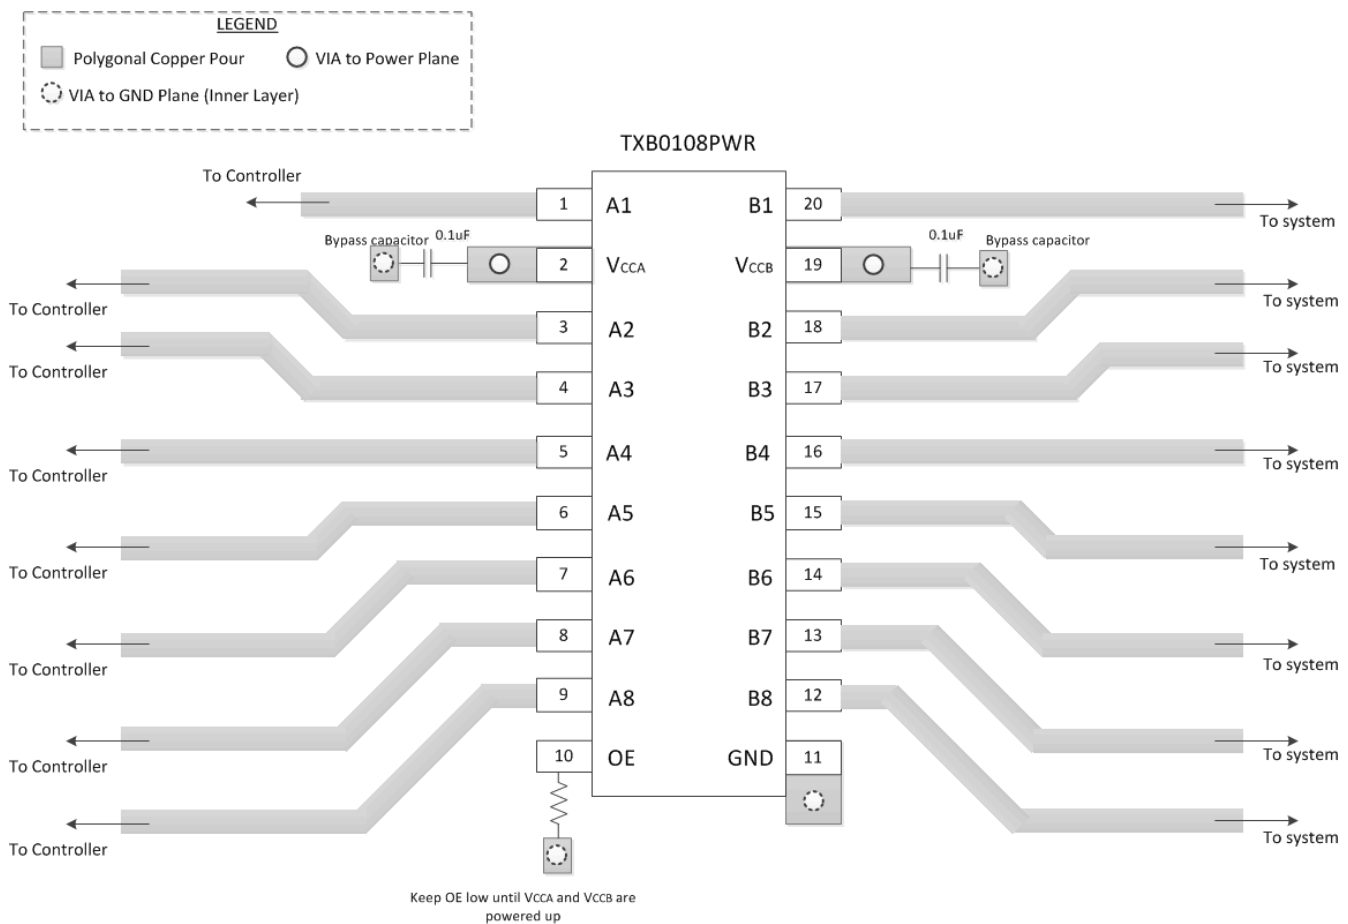 LEGEND
Polygonal Copper Pour
VIA to Power Plane
VIA to GND Plane (Inner Layer)
TXB0108PWR
To Controller
1
A1
B1
20
To system
Bypass capacitor
0.1uF
2
VCCA
VCCB
19
0.1uF
Bypass capacitor
To Controller
3
A2
B2
18
To system
To Controller
4
A3
B3
17
To system
To Controller
5
A4
B4
16
To system
To Controller
6
A5
B5
15
To system
To Controller
7
A6
B6
14
To system
To Controller
8
A7
B7
13
To system
To Controller
9
A8
B8
12
To system
10
OE
GND
11
Keep OE low until VCCA and VCCB are
powered up